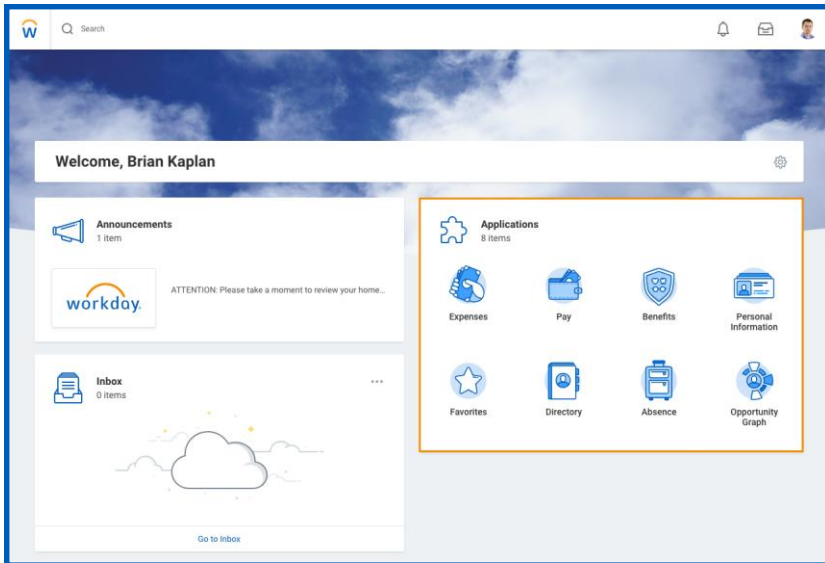 W
Search
Welcome, Brian Kaplan
Announcements
1 item
workday.
ATTENTION: Please take a moment to review your home...
Inbox
0 items
Go to Inbox
Applications
8 items
Expenses
Pay
Benefits
Personal
Information
Favorites
Directory
Absence
Opportunity
Graph